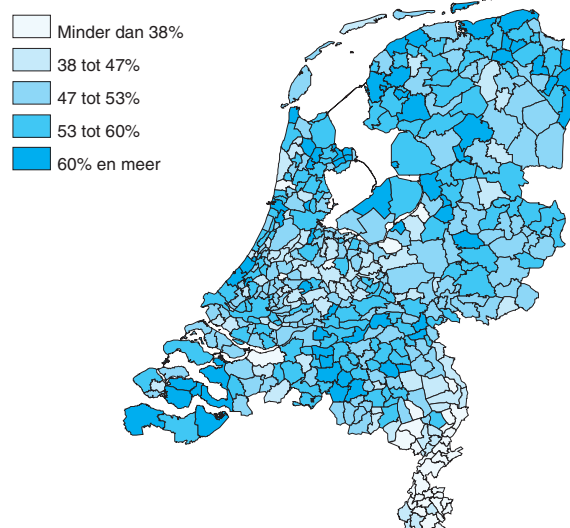 Minder dan 38%
38 tot 47%
47 tot 53%
53 tot 60%
60% en meer